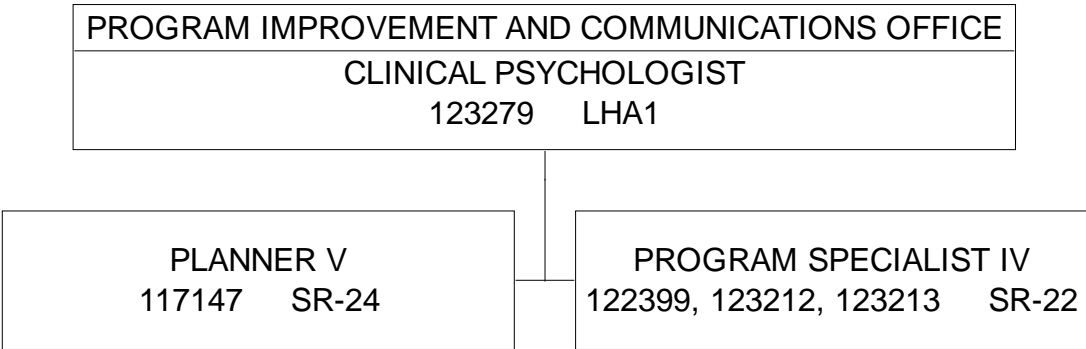 PROGRAM IMPROVEMENT AND COMMUNICATIONS OFFICE
CLINICAL PSYCHOLOGIST
123279 LHA1
PLANNER V
117147 SR-24
PROGRAM SPECIALIST IV
122399, 123212, 123213 SR-22